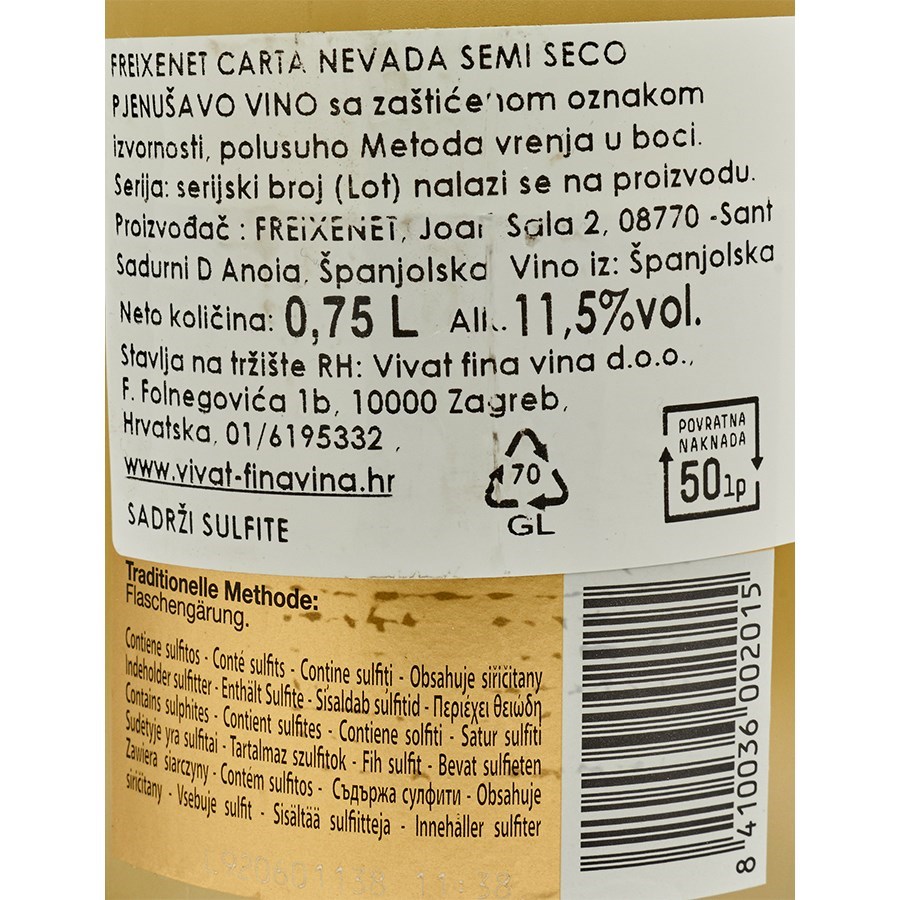 FREIXENET CARTA NEVADA SEMI SECO
PJENUŠAVO VINO sa zaštićenom oznakom
izvornosti, polusuho Metoda vrenja u boci.
Serija: serijski broj (Lot) nalazi se na proizvodu.
Proizvođač : FREIXENET, Joan Sala 2, 08770 -Sant
Sadurni D Anoia, Španjolska Vino iz: Španjolska
Neto količina: 0,75 L Alk. 11,5%vol.
Stavlja na tržište RH: Vivat fina vina d.o.o.,
F. Folnegovića 1b, 10000 Zagreb,
Hrvatska, 01/6195332 ,
www.vivat-finavina.hr
SADRŽI SULFITE
70
GL
POVRATNA
NAKNADA
50lp
Traditionelle Methode:
Flaschengärung.
Contiene sulfitos - Conté sulfits - Contine sulfiti - Obsahuje siřičitany
Indeholder sulfitter - Enthält Sulfite - Sisaldab sulfitid - Περιέχει θειώδη
Contains sulphites - Contient sulfites - Contiene solfiti - Satur sulfiti
Sudėtyje yra sulfitai - Tartalmaz szulfitok - Fih sulfit - Bevat sulfieten
Zawiera siarczyny - Contém sulfitos - Съдържа сулфити - Obsahuje
siričitany - Vsebuje sulfit - Sisältää sulfiitteja - Innehåller sulfiter
8 410036 002015